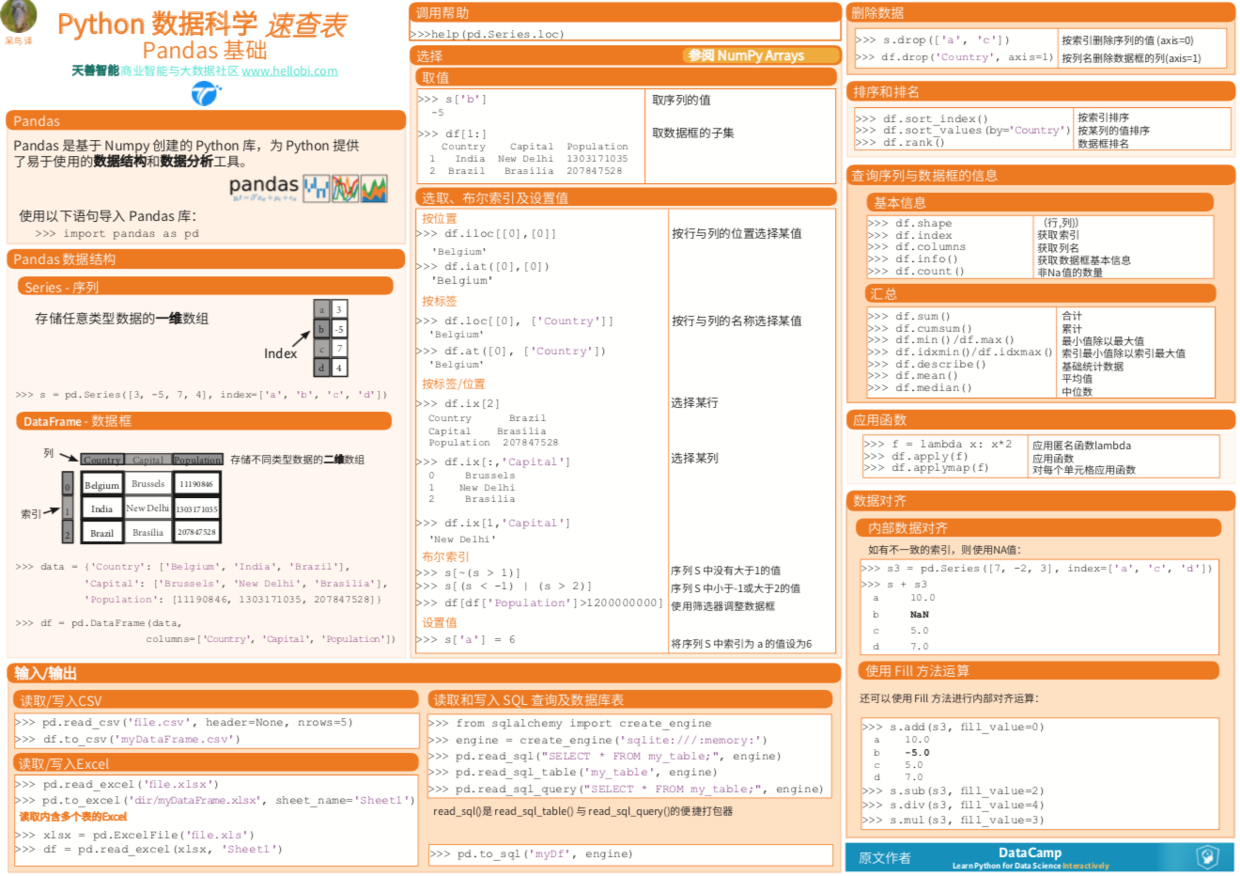 呆鸟 译
Python 数据科学 速查表
Pandas 基础
天善智能 商业智能与大数据社区 www.hellobi.com
Pandas
Pandas 是基于 Numpy 创建的 Python 库，为 Python 提供
了易于使用的数据结构和数据分析工具。
pandas
使用以下语句导入 Pandas 库：
>>> import pandas as pd
Pandas 数据结构
Series - 序列
存储任意类型数据的一维数组
a 3
b -5
c 7
d 4
Index
>>> s = pd.Series([3, -5, 7, 4], index=['a', 'b', 'c', 'd'])
DataFrame - 数据框
列
Country Capital Population
存储不同类型数据的二维数组
索引
0 Belgium Brussels 11190846
1 India New Delhi 1303171035
2 Brazil Brasília 207847528
>>> data = {'Country': ['Belgium', 'India', 'Brazil'],
'Capital': ['Brussels', 'New Delhi', 'Brasília'],
'Population': [11190846, 1303171035, 207847528]}
>>> df = pd.DataFrame(data,
columns=['Country', 'Capital', 'Population'])
调用帮助
>>>help(pd.Series.loc)
选择
参阅 NumPy Arrays
取值
>>> s['b'] 取序列的值
-5
>>> df[1:] 取数据框的子集
Country Capital Population
1 India New Delhi 1303171035
2 Brazil Brasília 207847528
选取、布尔索引及设置值
按位置
>>> df.iloc[[0],[0]] 按行与列的位置选择某值
'Belgium'
>>> df.iat([0],[0])
'Belgium'
按标签
>>> df.loc[[0], ['Country']] 按行与列的名称选择某值
'Belgium'
>>> df.at([0], ['Country'])
'Belgium'
按标签/位置
>>> df.ix[2] 选择某行
Country Brazil
Capital Brasília
Population 207847528
>>> df.ix[:,'Capital'] 选择某列
0 Brussels
1 New Delhi
2 Brasília
>>> df.ix[1,'Capital']
'New Delhi'
布尔索引
>>> s[~(s > 1)] 序列 S 中没有大于1的值
>>> s[(s < -1) | (s > 2)] 序列 S 中小于-1或大于2的值
>>> df[df['Population']>1200000000] 使用筛选器调整数据框
设置值
>>> s['a'] = 6 将序列 S 中索引为 a 的值设为6
删除数据
>>> s.drop(['a', 'c']) 按索引删除序列的值 (axis=0)
>>> df.drop('Country', axis=1) 按列名删除数据框的列(axis=1)
排序和排名
>>> df.sort_index() 按索引排序
>>> df.sort_values(by='Country') 按某列的值排序
>>> df.rank() 数据框排名
查询序列与数据框的信息
基本信息
>>> df.shape （行,列））
>>> df.index 获取索引
>>> df.columns 获取列名
>>> df.info() 获取数据框基本信息
>>> df.count() 非Na值的数量
汇总
>>> df.sum() 合计
>>> df.cumsum() 累计
>>> df.min()/df.max() 最小值除以最大值
>>> df.idxmin()/df.idxmax() 索引最小值除以索引最大值
>>> df.describe() 基础统计数据
>>> df.mean() 平均值
>>> df.median() 中位数
应用函数
>>> f = lambda x: x*2 应用匿名函数lambda
>>> df.apply(f) 应用函数
>>> df.applymap(f) 对每个单元格应用函数
数据对齐
内部数据对齐
如有不一致的索引，则使用NA值：
>>> s3 = pd.Series([7, -2, 3], index=['a', 'c', 'd'])
>>> s + s3
a 10.0
b NaN
c 5.0
d 7.0
使用 Fill 方法运算
还可以使用 Fill 方法进行内部对齐运算：
>>> s.add(s3, fill_value=0)
a 10.0
b -5.0
c 5.0
d 7.0
>>> s.sub(s3, fill_value=2)
>>> s.div(s3, fill_value=4)
>>> s.mul(s3, fill_value=3)
输入/输出
读取/写入CSV
>>> pd.read_csv('file.csv', header=None, nrows=5)
>>> df.to_csv('myDataFrame.csv')
读取/写入Excel
>>> pd.read_excel('file.xlsx')
>>> pd.to_excel('dir/myDataFrame.xlsx', sheet_name='Sheet1')
读取内含多个表的Excel
>>> xlsx = pd.ExcelFile('file.xls')
>>> df = pd.read_excel(xlsx, 'Sheet1')
读取和写入 SQL 查询及数据库表
>>> from sqlalchemy import create_engine
>>> engine = create_engine('sqlite:///:memory:')
>>> pd.read_sql("SELECT * FROM my_table;", engine)
>>> pd.read_sql_table('my_table', engine)
>>> pd.read_sql_query("SELECT * FROM my_table;", engine)
read_sql()是 read_sql_table() 与 read_sql_query()的便捷打包器
>>> pd.to_sql('myDf', engine)
原文作者
DataCamp
Learn Python for Data Science Interactively